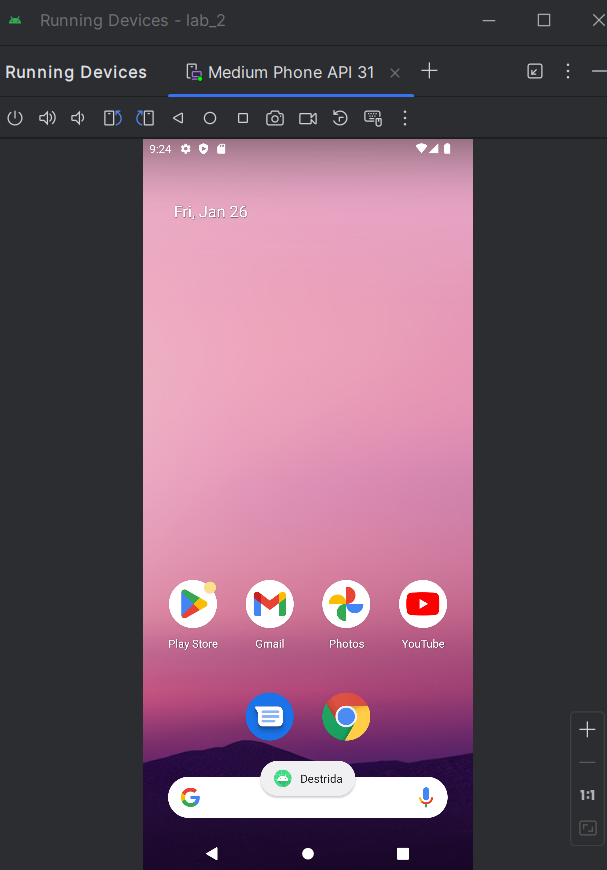 Running Devices - lab_2
Running Devices
Medium Phone API 31
9:24
Fri, Jan 26
Play Store
Gmail
Photos
YouTube
Destrida
1:1